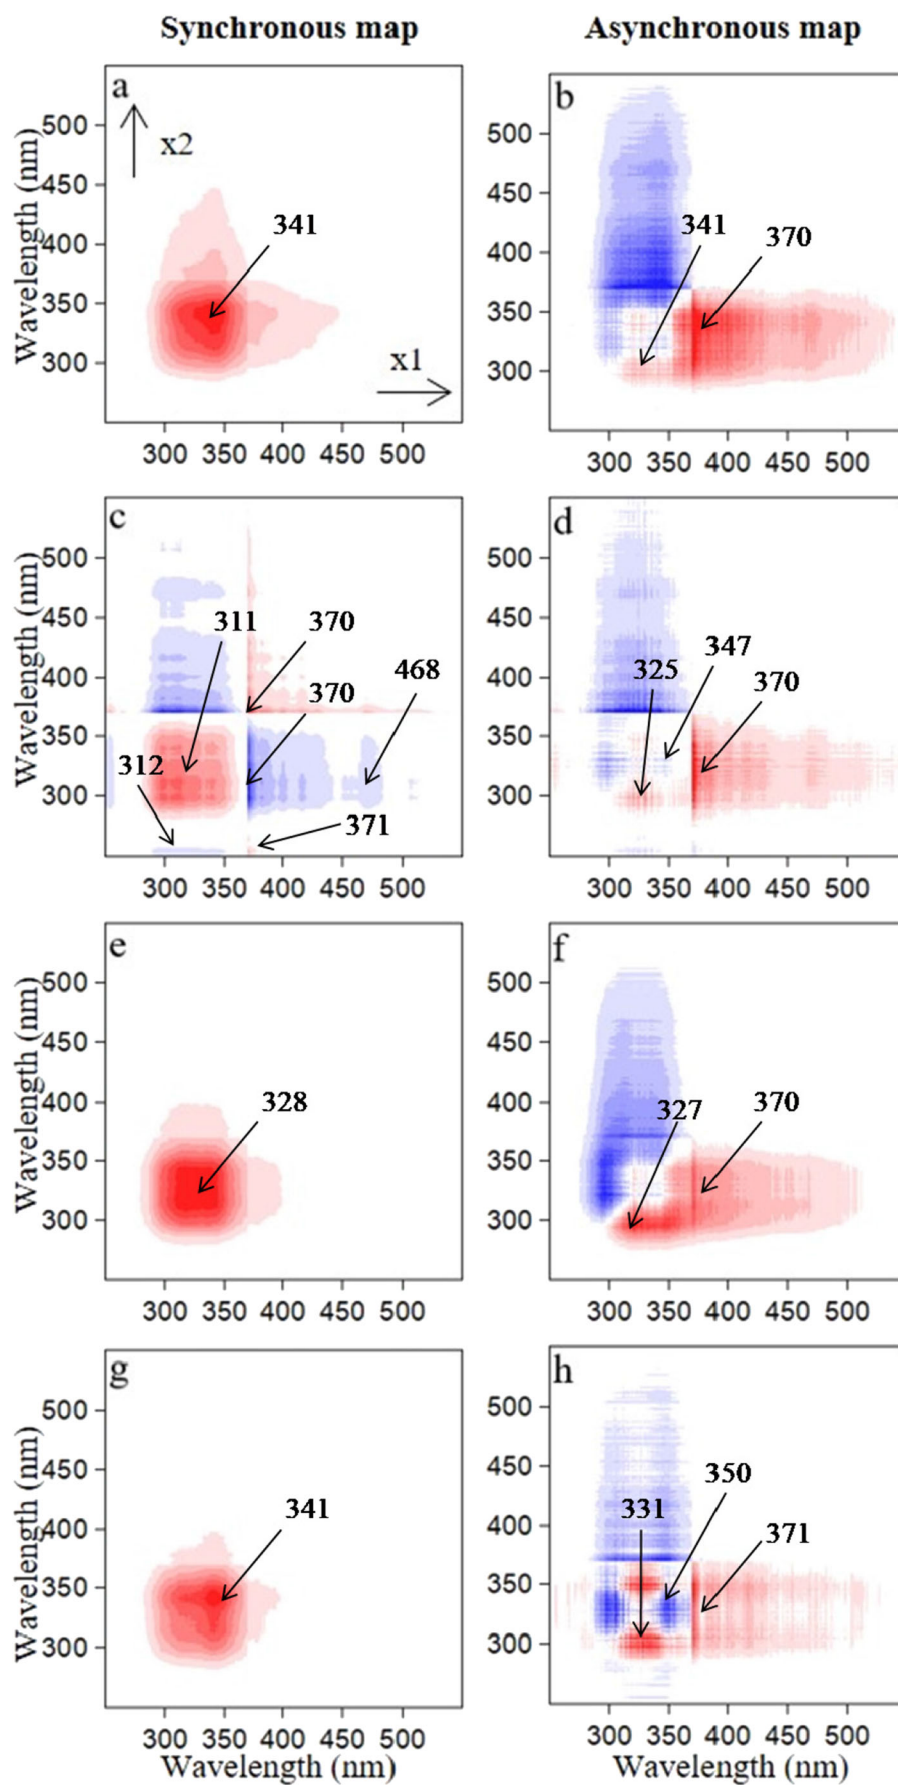 Synchronous map Asynchronous map
a b
500 500
x2
450 450
341 341 370
400 400
350 350
x1
300 300
300 350 400 450 500 300 350 400 450 500
Wavelength (nm)
c d
500 500
450 450
311 370 347
468 325
400 370 400 370
350 350
312
300 300
371
300 350 400 450 500 300 350 400 450 500
Wavelength (nm)
e f
500 500
450 450
400 328 400 327 370
350 350
300 300
300 350 400 450 500 300 350 400 450 500
Wavelength (nm)
g h
500 500
450 450 350
341 331
400 400 371
350 350
300 300
300 350 400 450 500 300 350 400 450 500
Wavelength (nm)
Wavelength (nm) Wavelength (nm)